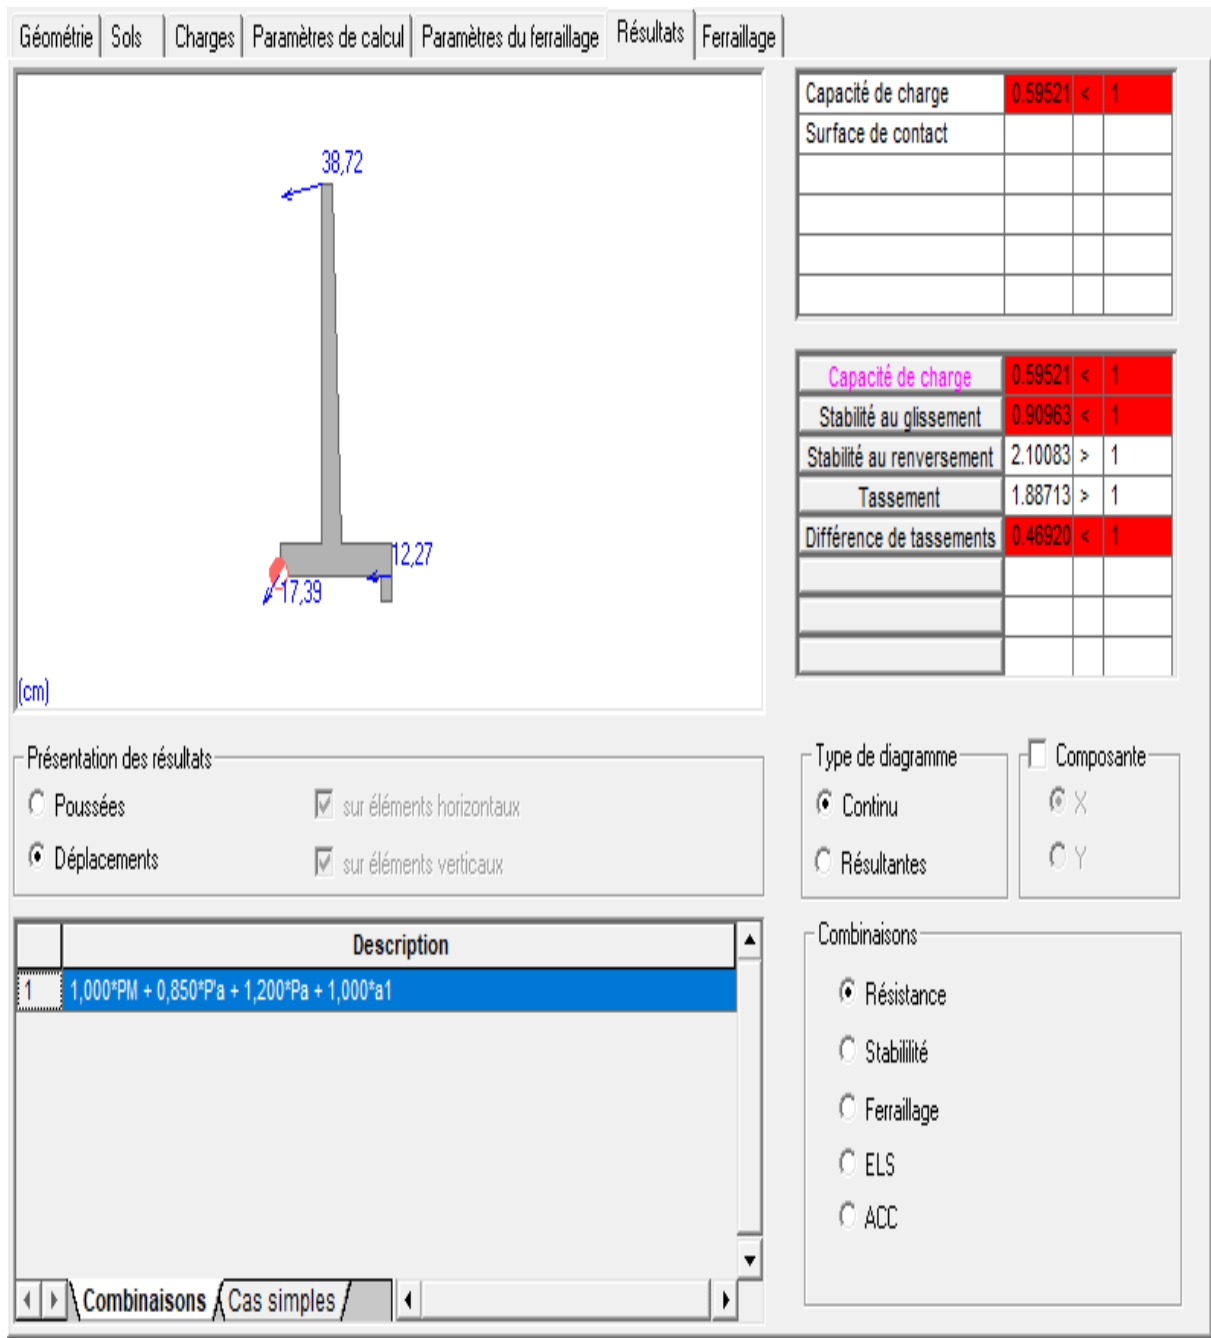 Géométrie Sols Charges Paramètres de calcul Paramètres du ferraillage Résultats Ferraillage
38,72
12,27
17,39
(cm)
Capacité de charge 0.59521 < 1
Surface de contact
Capacité de charge 0.59521 < 1
Stabilité au glissement 0.90963 < 1
Stabilité au renversement 2.10083 > 1
Tassement 1.88713 > 1
Différence de tassements 0.46920 < 1
Présentation des résultats
Poussées sur éléments horizontaux
Déplacements sur éléments verticaux
Type de diagramme
Continu
Résultantes
Composante
X
Y
Description
1 1,000*PM + 0,850*P'a + 1,200*Pa + 1,000*a1
Combinaisons Cas simples
Combinaisons
Résistance
Stabililité
Ferraillage
ELS
ACC